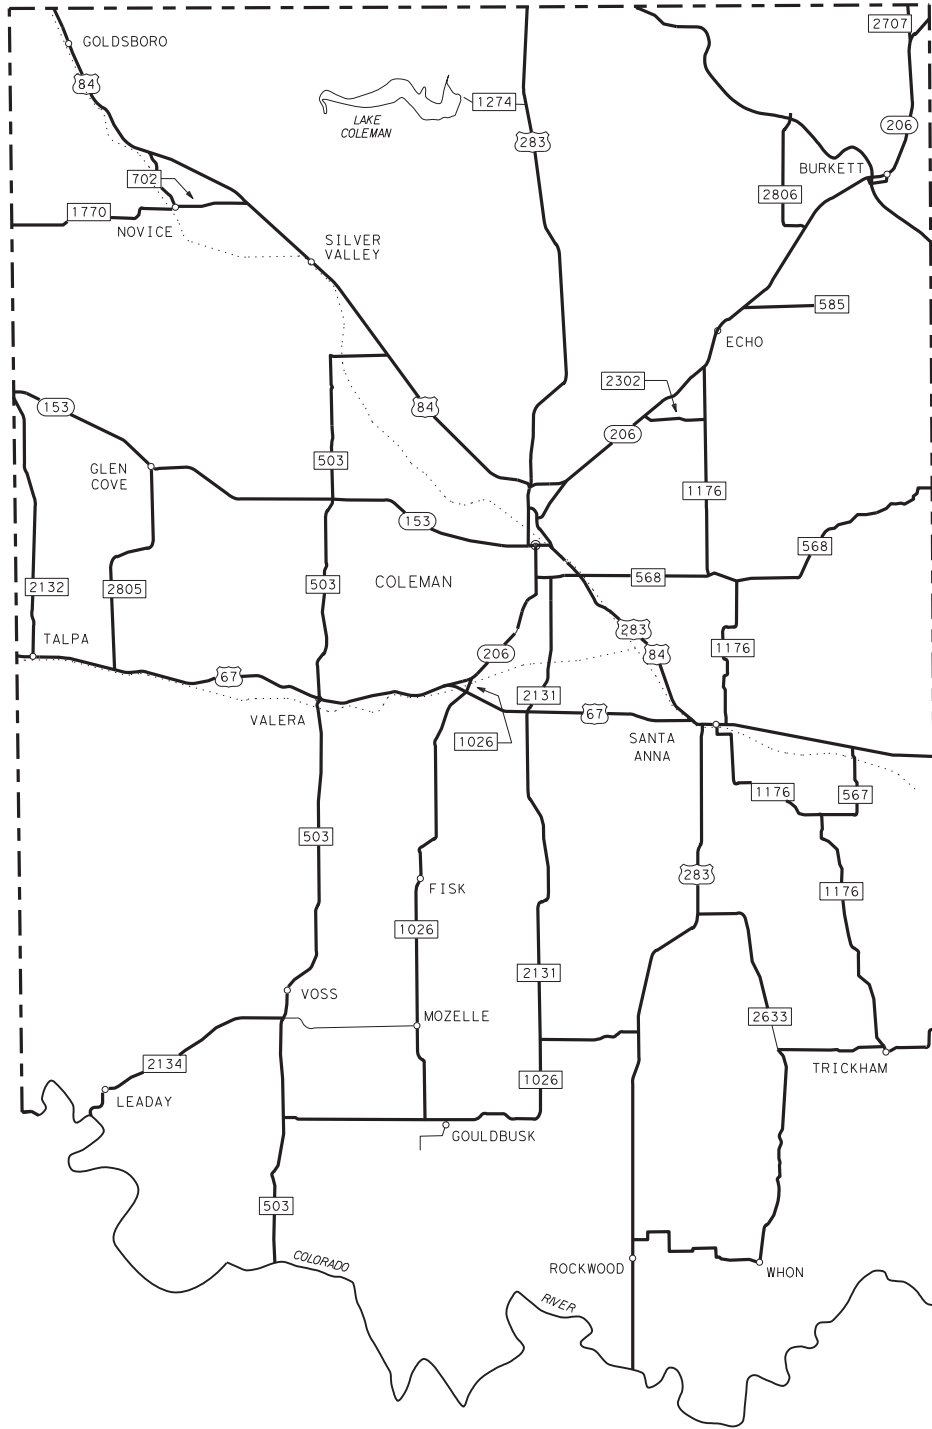 GOLDSBORO
84
2707
1274
LAKE
COLEMAN
206
283
BURKETT
702
2806
1770
NOVICE
SILVER
VALLEY
585
ECHO
2302
153
84
206
503
GLEN
COVE
1176
153
568
COLEMAN
568
2132
2805
503
283
TALPA
206
84
1176
67
2131
VALERA
67
1026
SANTA
ANNA
1176
567
503
283
FISK
1176
1026
2131
VOSS
MOZELLE
2633
2134
TRICKHAM
1026
LEADAY
GOULDBUSK
503
COLORADO
ROCKWOOD
WHON
RIVER